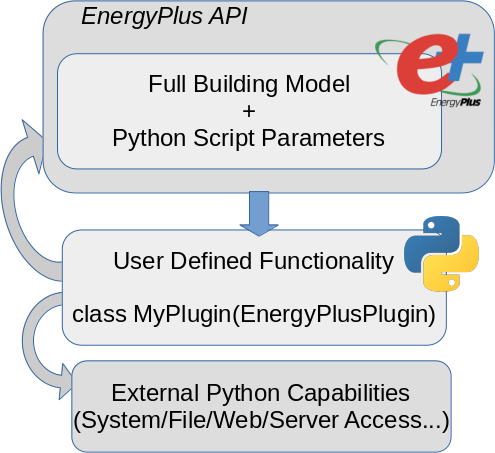 EnergyPlus API
e+
EnergyPlus
Full Building Model
+
Python Script Parameters
User Defined Functionality
class MyPlugin(EnergyPlusPlugin)
External Python Capabilities
(System/File/Web/Server Access...)